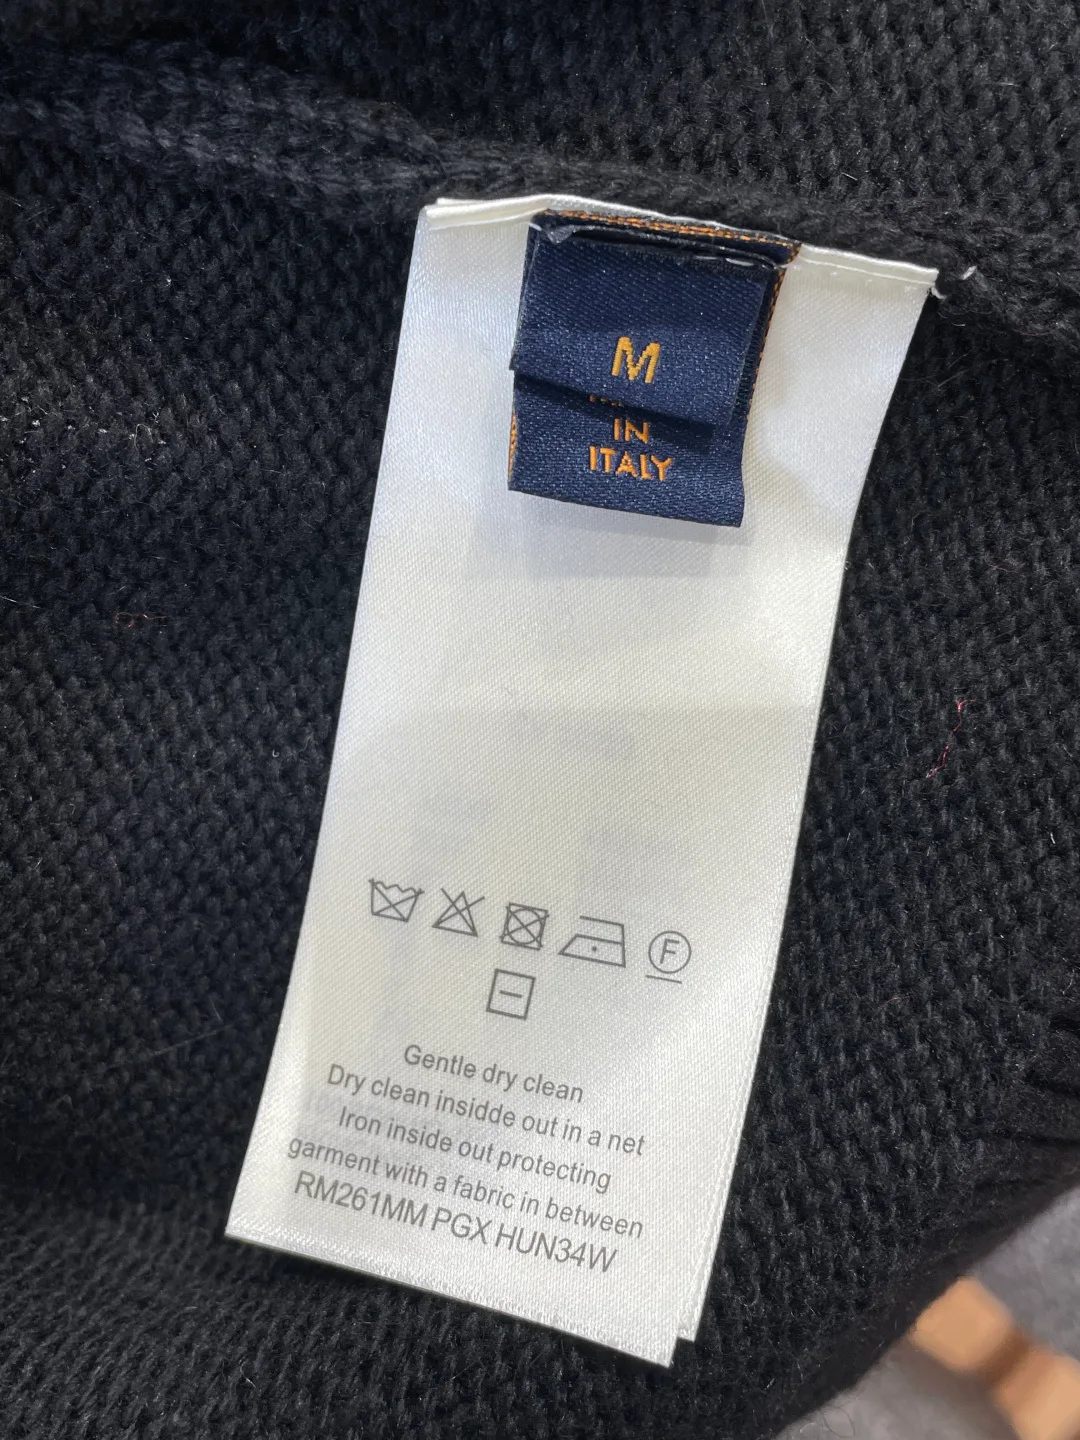 M
IN
ITALY
F
Gentle dry clean
Dry clean insidde out in a net
Iron inside out protecting
garment with a fabric in between
RM261MM PGX HUN34W